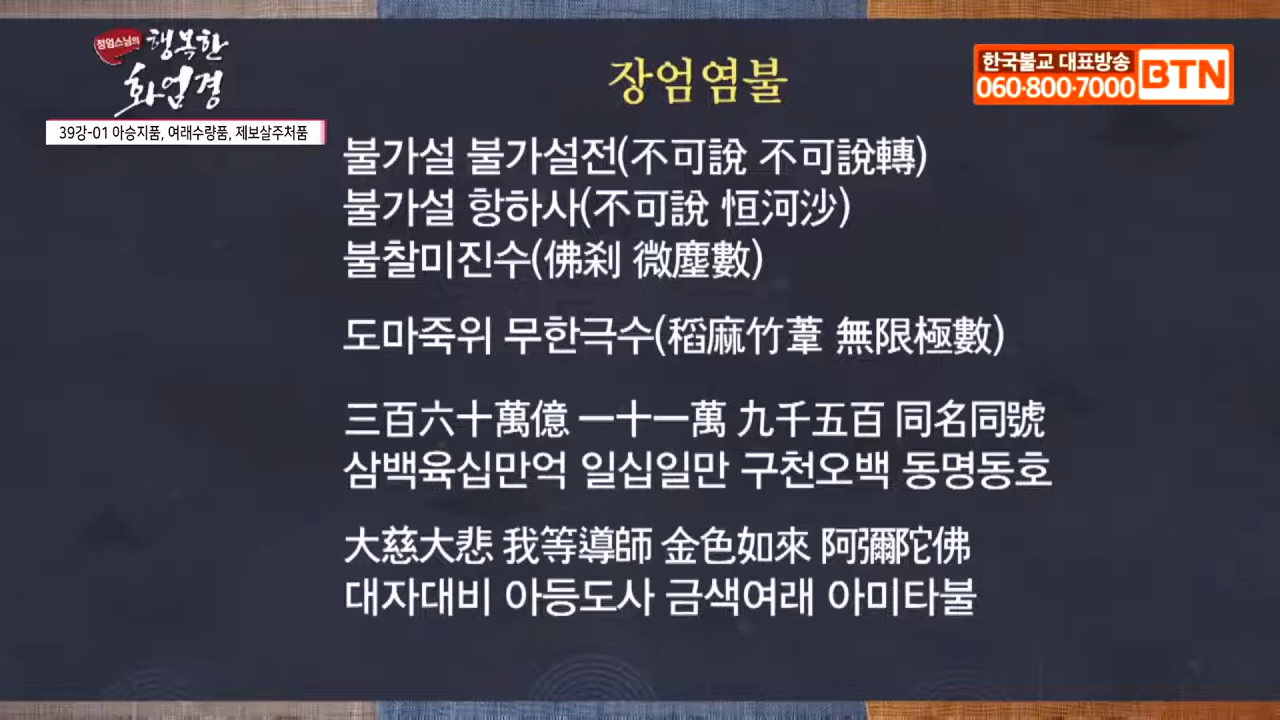 정엄스님의
행복한
화엄경
39강-01 아승지품, 여래수량품, 제보살주처품
장엄염불
한국불교 대표방송
060·800·7000
BTN
불가설 불가설전(不可說 不可說轉)
불가설 항하사(不可說 恒河沙)
불찰미진수(佛刹 微塵數)
도마죽위 무한극수(稻麻竹葦 無限極數)
三百六十萬億 一十一萬 九千五百 同名同號
삼백육십만억 일십일만 구천오백 동명동호
大慈大悲 我等導師 金色如來 阿彌陀佛
대자대비 아등도사 금색여래 아미타불